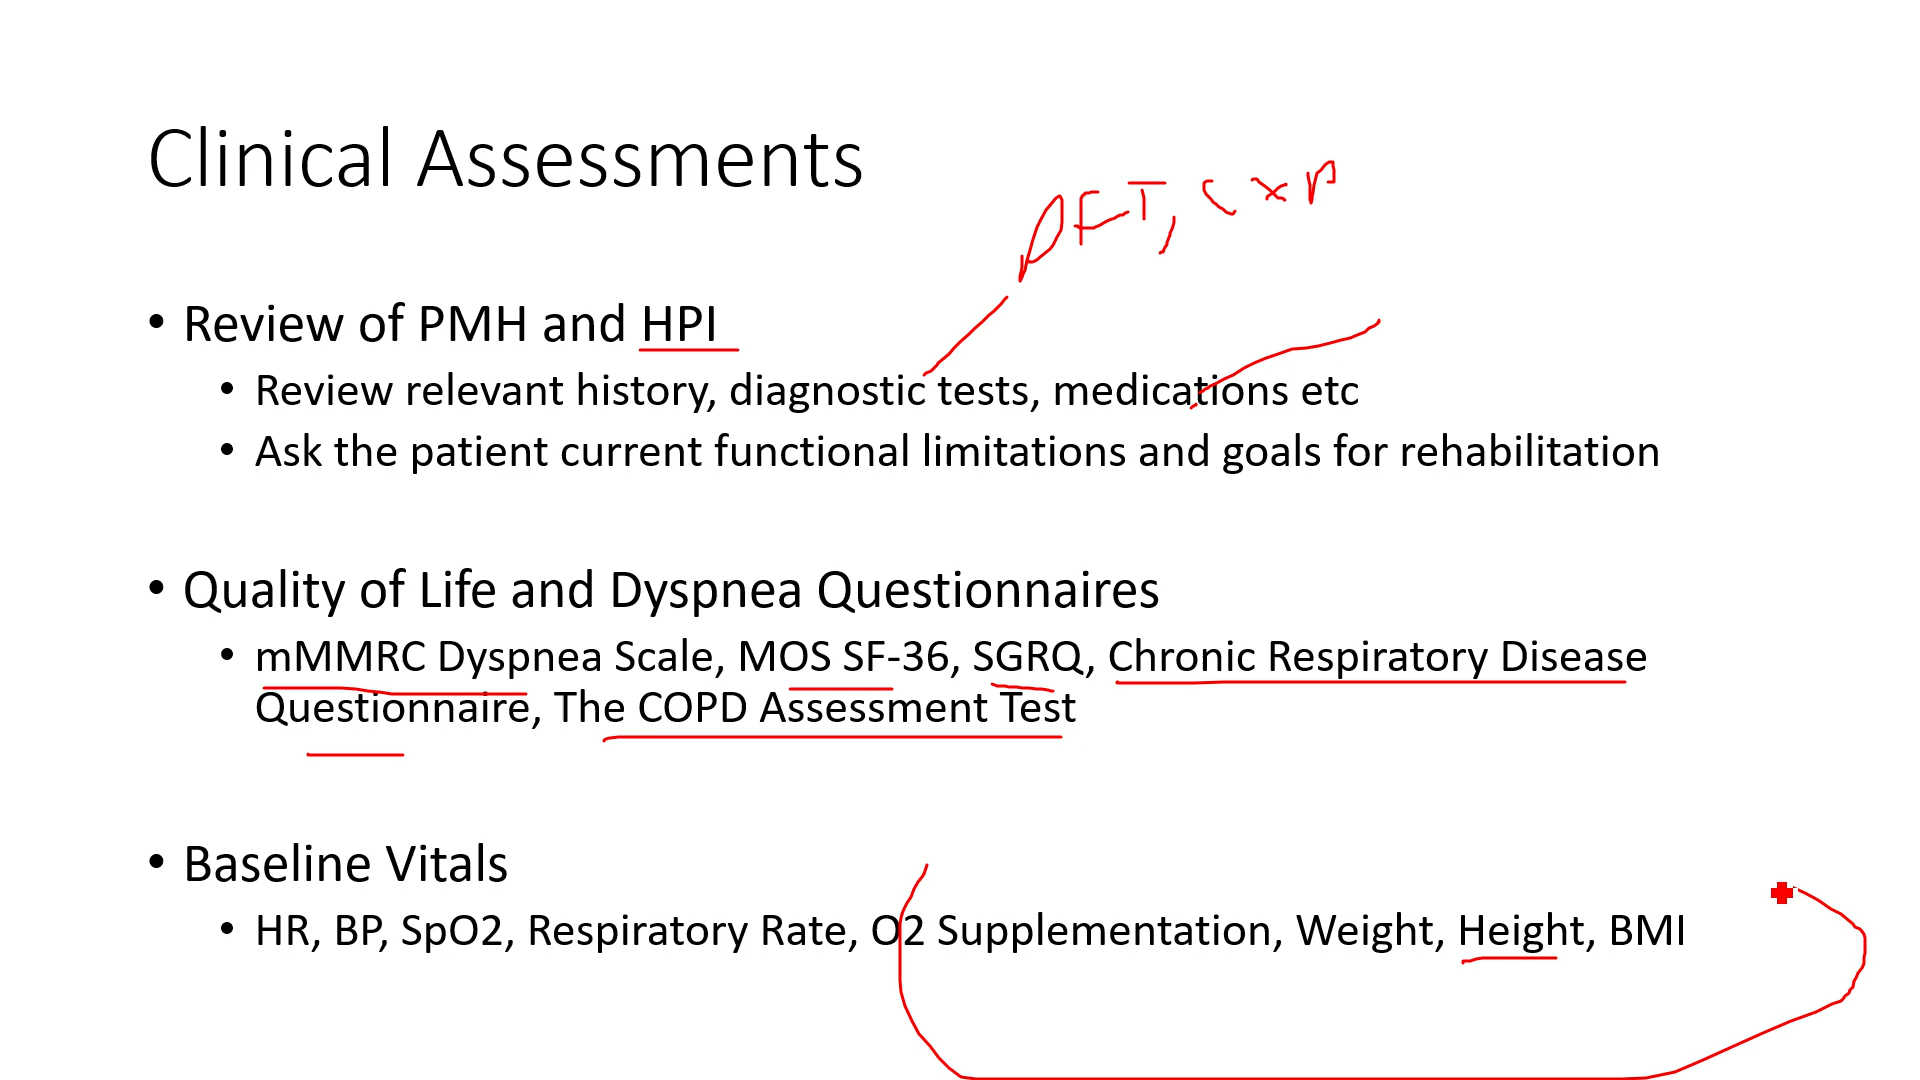 Clinical Assessments
PFT, CXR
• Review of PMH and HPI
• Review relevant history, diagnostic tests, medications etc
• Ask the patient current functional limitations and goals for rehabilitation
• Quality of Life and Dyspnea Questionnaires
• mMMRC Dyspnea Scale, MOS SF-36, SGRQ, Chronic Respiratory Disease
Questionnaire, The COPD Assessment Test
• Baseline Vitals
• HR, BP, SpO2, Respiratory Rate, O2 Supplementation, Weight, Height, BMI